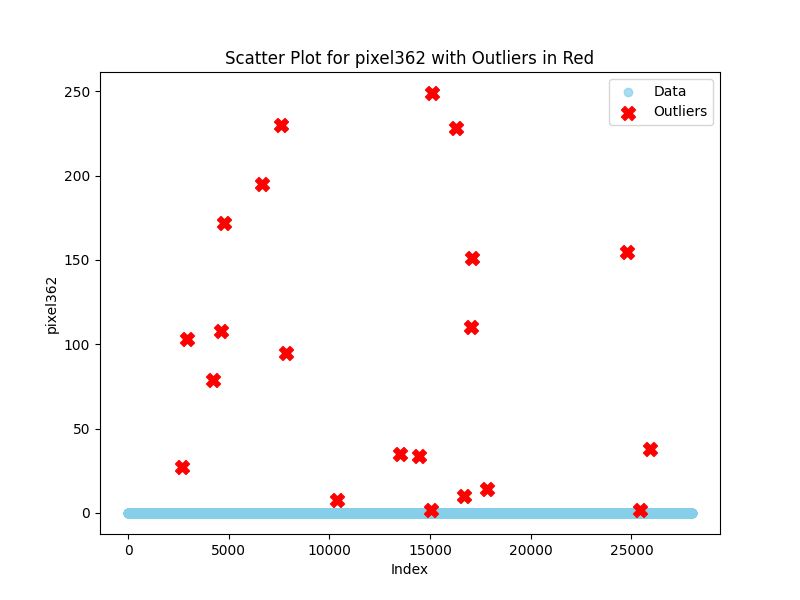 Scatter Plot for pixel362 with Outliers in Red
Data
Outliers
250
200
150
100
50
0
pixel362
0 5000 10000 15000 20000 25000
Index